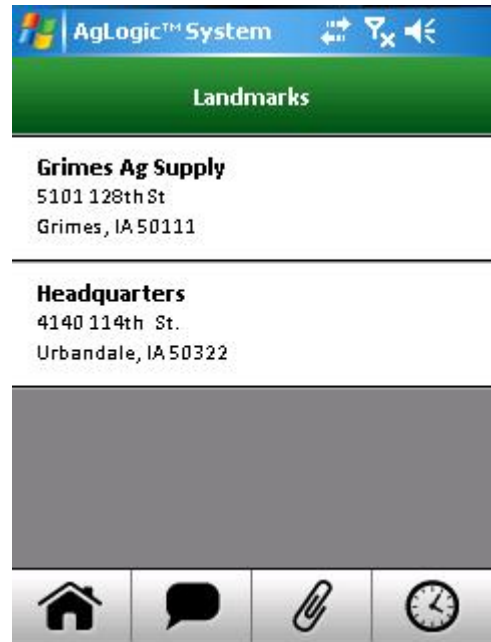 AgLogic™ System
Landmarks
Grimes Ag Supply
5101 128th St
Grimes, IA 50111
Headquarters
4140 114th St.
Urbandale, IA 50322